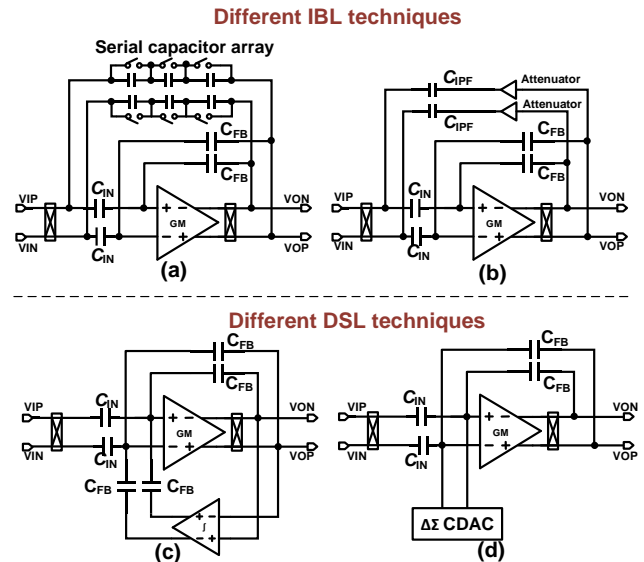 Different IBL techniques
Serial capacitor array
CFB
CFB
VIP
VIN
CIN
CIN
GM
VON
VOP
(a)
CIPF
Attenuator
CIPF
Attenuator
CFB
CFB
VIP
VIN
CIN
CIN
GM
VON
VOP
(b)
Different DSL techniques
CFB
CFB
VIP
VIN
CIN
CIN
GM
VON
VOP
CFB
CFB
∫
(c)
CFB
CFB
VIP
VIN
CIN
CIN
GM
VON
VOP
ΔΣ CDAC
(d)